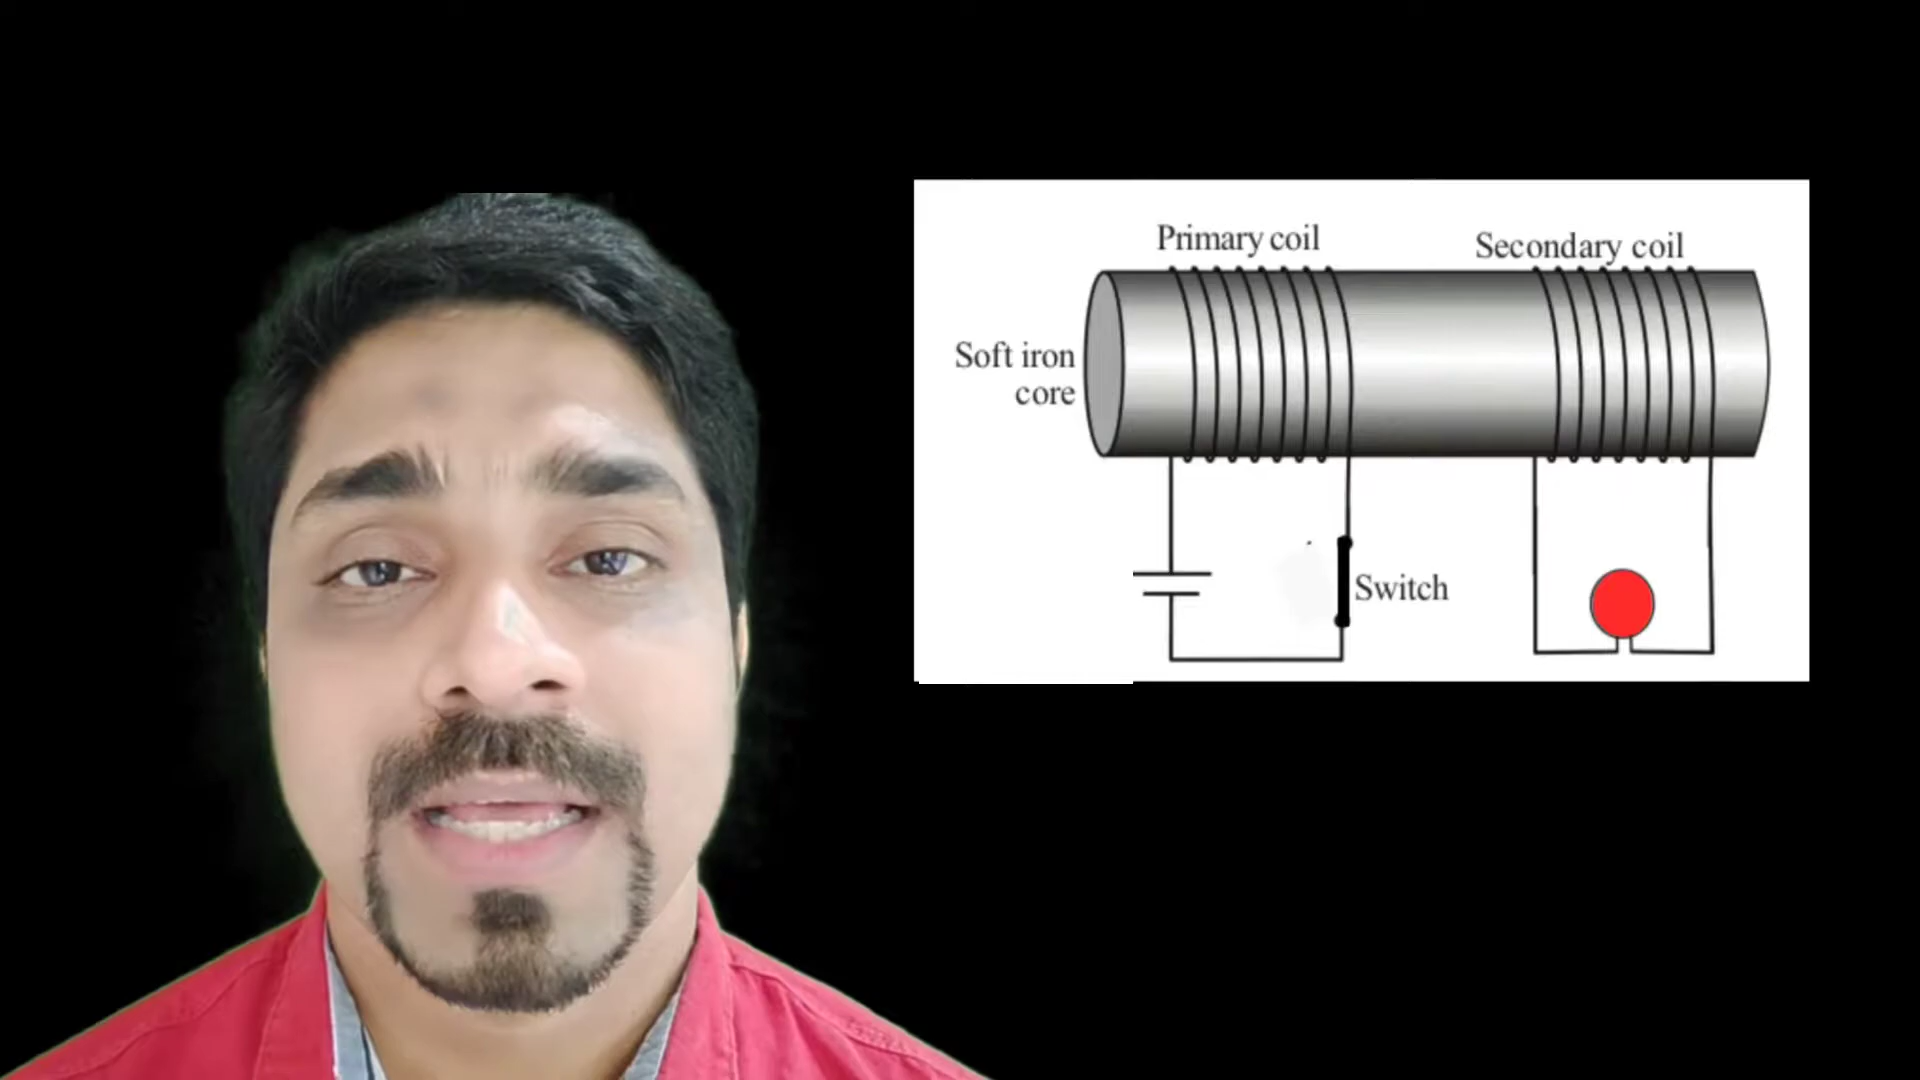 Primary coil
Secondary coil
Soft iron
core
Switch